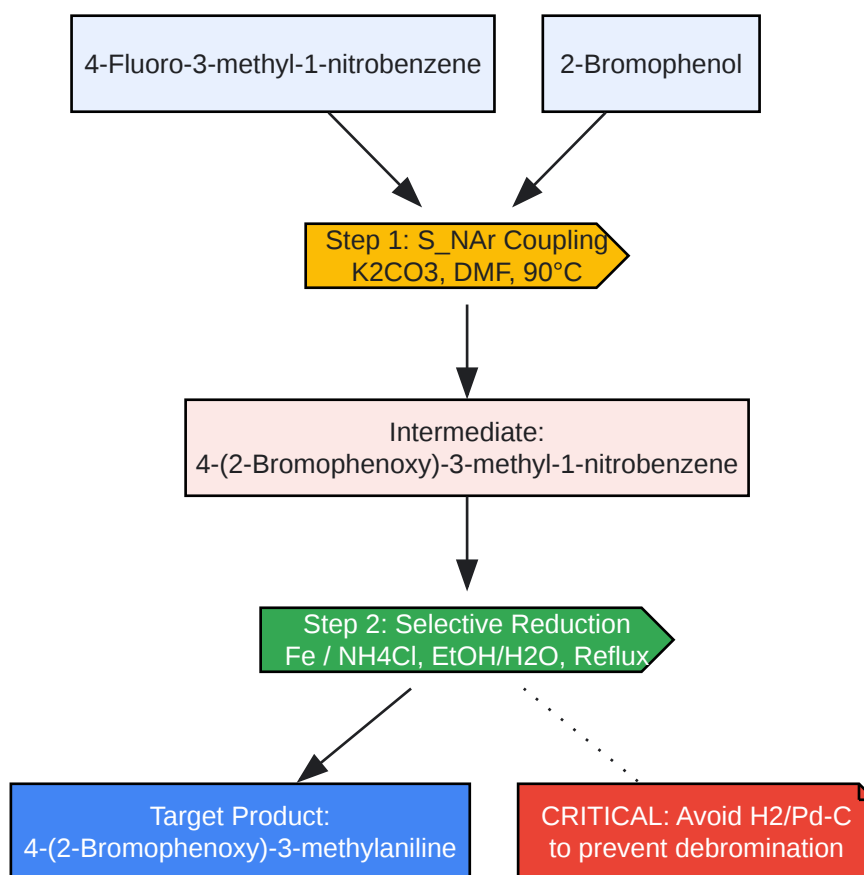 4-Fluoro-3-methyl-1-nitrobenzene
2-Bromophenol
Step 1: S_NAr Coupling
K2CO3, DMF, 90°C
Intermediate:
4-(2-Bromophenoxy)-3-methyl-1-nitrobenzene
Step 2: Selective Reduction
Fe / NH4Cl, EtOH/H2O, Reflux
Target Product:
4-(2-Bromophenoxy)-3-methylaniline
CRITICAL: Avoid H2/Pd-C
to prevent debromination